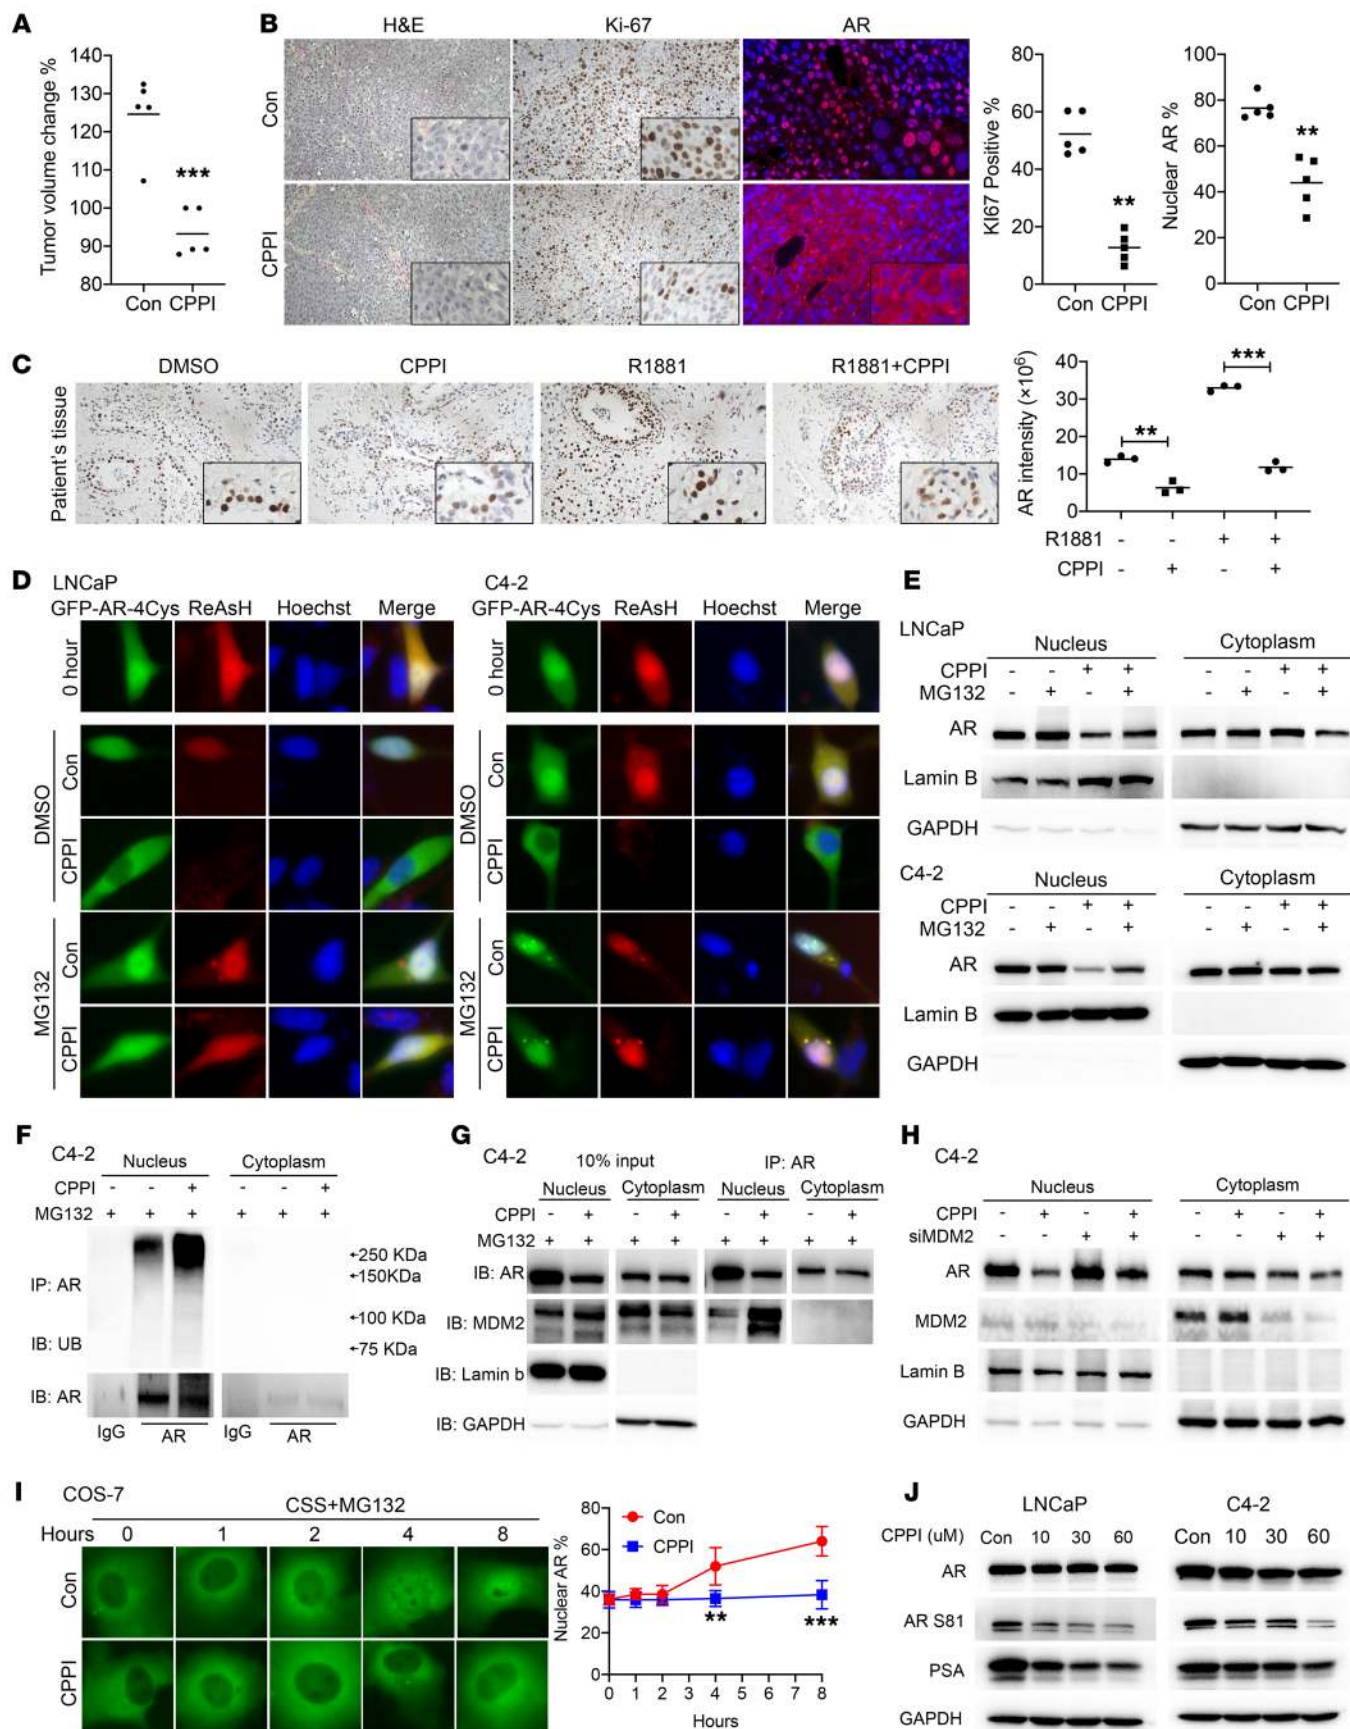 A
Tumor volume change %
140
130
120
110
100
90
80
Con CPPI
***
B
H&E Ki-67 AR
Con
CPPI
KI67 Positive %
80
60
40
20
0
**
Con CPPI
Nuclear AR %
100
80
60
40
20
0
**
Con CPPI
C
DMSO CPPI R1881 R1881+CPPI
Patient's tissue
AR intensity (×10⁶)
40
30
20
10
0
** ***
R1881 - - + +
CPPI - + - +
D
LNCaP C4-2
GFP-AR-4Cys ReAsH Hoechst Merge GFP-AR-4Cys ReAsH Hoechst Merge
0 hour 0 hour
DMSO Con CPPI DMSO Con CPPI
MG132 Con CPPI MG132 Con CPPI
E
LNCaP
Nucleus Cytoplasm
CPPI - - + + - - + +
MG132 - + - + - + - +
AR
Lamin B
GAPDH
C4-2
Nucleus Cytoplasm
CPPI - - + + - - + +
MG132 - + - + - + - +
AR
Lamin B
GAPDH
F
C4-2
Nucleus Cytoplasm
CPPI - - + - - +
MG132 + + + + + +
IP: AR
IB: UB
250 KDa
150KDa
100 KDa
75 KDa
IB: AR
IgG AR IgG AR
G
C4-2
10% input IP: AR
Nucleus Cytoplasm Nucleus Cytoplasm
CPPI - + - + - + - +
MG132 + + + + + + + +
IB: AR
IB: MDM2
IB: Lamin b
IB: GAPDH
H
C4-2
Nucleus Cytoplasm
CPPI - + - + - + - +
siMDM2 - - + + - - + +
AR
MDM2
Lamin B
GAPDH
I
COS-7
CSS+MG132
Hours 0 1 2 4 8
Con
CPPI
Nuclear AR %
80
60
40
20
0
Con
CPPI
** ***
0 1 2 3 4 5 6 7 8
Hours
J
LNCaP C4-2
CPPI (uM) Con 10 30 60 Con 10 30 60
AR
AR S81
PSA
GAPDH